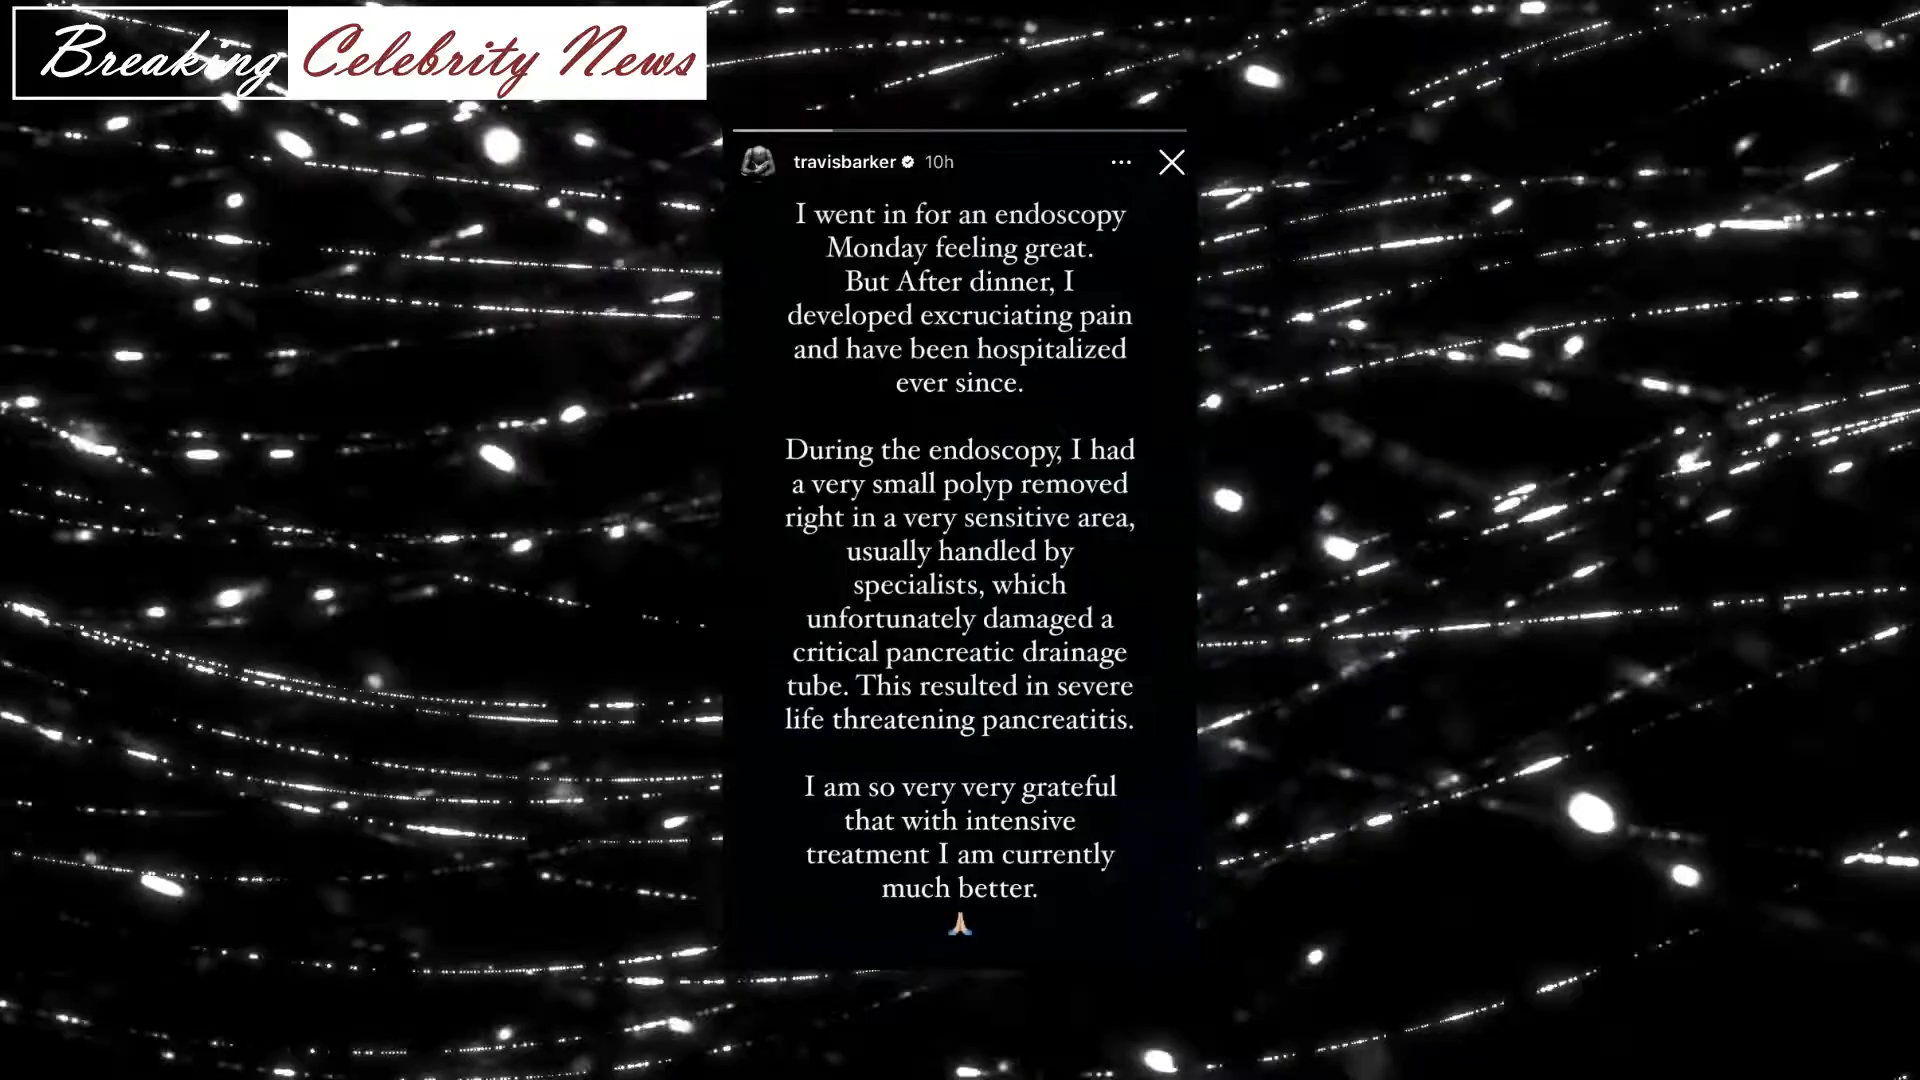 Breaking Celebrity News
travisbarker 10h
I went in for an endoscopy
Monday feeling great.
But After dinner, I
developed excruciating pain
and have been hospitalized
ever since.
During the endoscopy, I had
a very small polyp removed
right in a very sensitive area,
usually handled by
specialists, which
unfortunately damaged a
critical pancreatic drainage
tube. This resulted in severe
life threatening pancreatitis.
I am so very very grateful
that with intensive
treatment I am currently
much better.
🙏🏼